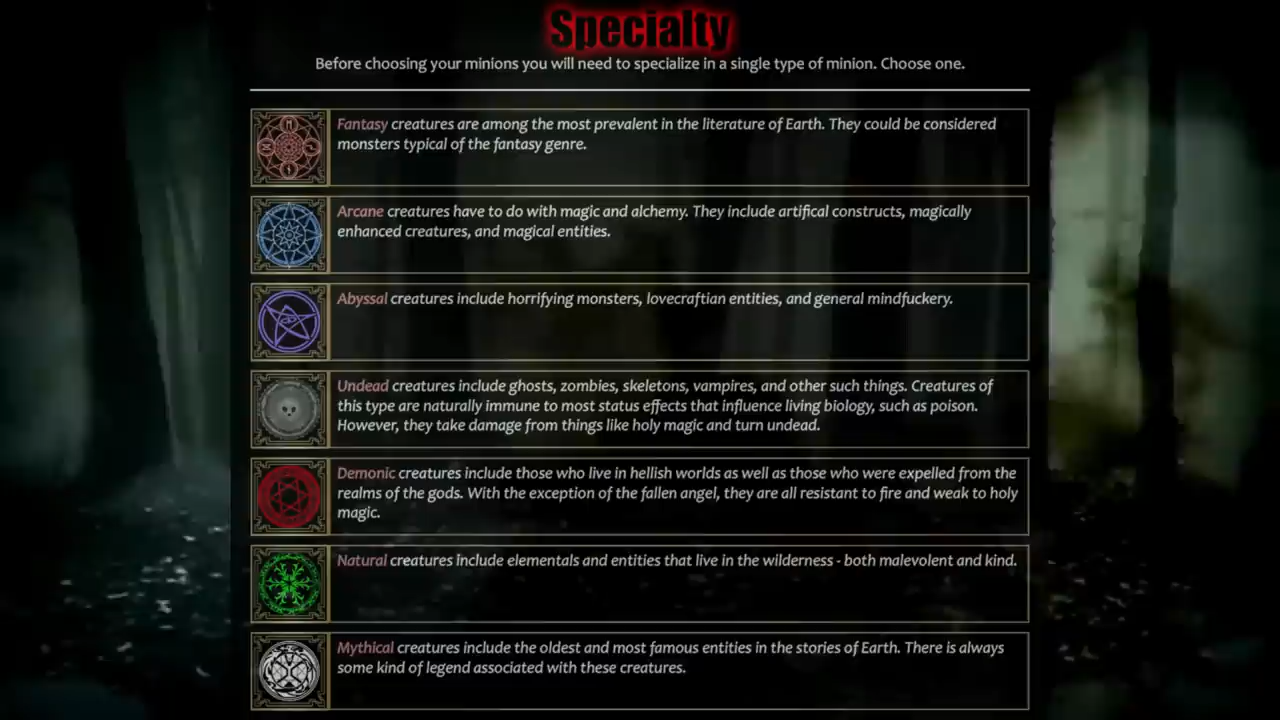 Specialty
Before choosing your minions you will need to specialize in a single type of minion. Choose one.
Fantasy creatures are among the most prevalent in the literature of Earth. They could be considered
monsters typical of the fantasy genre.
Arcane creatures have to do with magic and alchemy. They include artifical constructs, magically
enhanced creatures, and magical entities.
Abyssal creatures include horrifying monsters, lovecraftian entities, and general mindfuckery.
Undead creatures include ghosts, zombies, skeletons, vampires, and other such things. Creatures of
this type are naturally immune to most status effects that influence living biology, such as poison.
However, they take damage from things like holy magic and turn undead.
Demonic creatures include those who live in hellish worlds as well as those who were expelled from the
realms of the gods. With the exception of the fallen angel, they are all resistant to fire and weak to holy
magic.
Natural creatures include elementals and entities that live in the wilderness - both malevolent and kind.
Mythical creatures include the oldest and most famous entities in the stories of Earth. There is always
some kind of legend associated with these creatures.